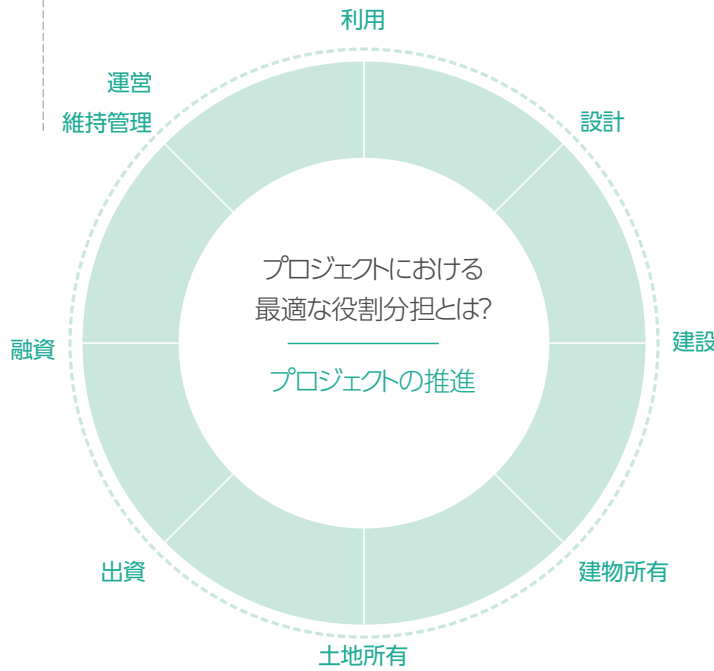 利用
設計
建設
建物所有
土地所有
出資
融資
運営
維持管理
プロジェクトにおける
最適な役割分担とは?
プロジェクトの推進